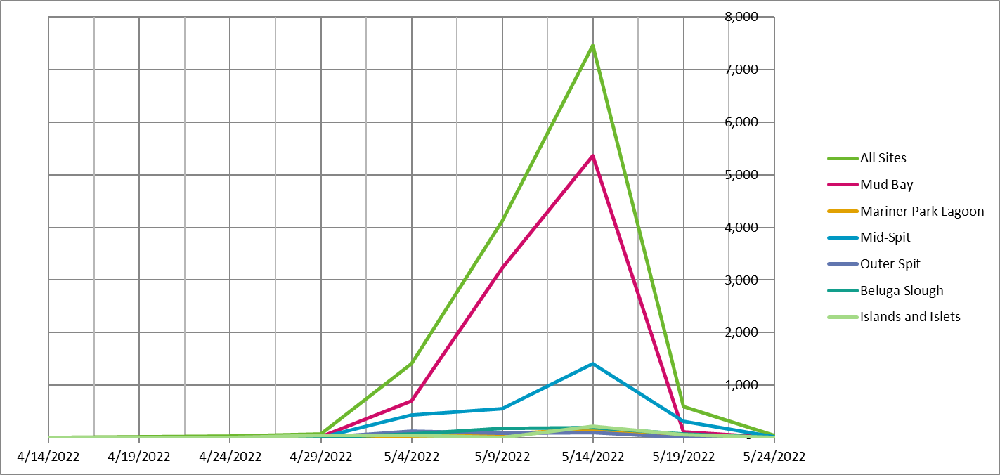 8,000
7,000
6,000
5,000
4,000
3,000
2,000
1,000
-
4/14/2022 4/19/2022 4/24/2022 4/29/2022 5/4/2022 5/9/2022 5/14/2022 5/19/2022 5/24/2022
All Sites
Mud Bay
Mariner Park Lagoon
Mid-Spit
Outer Spit
Beluga Slough
Islands and Islets